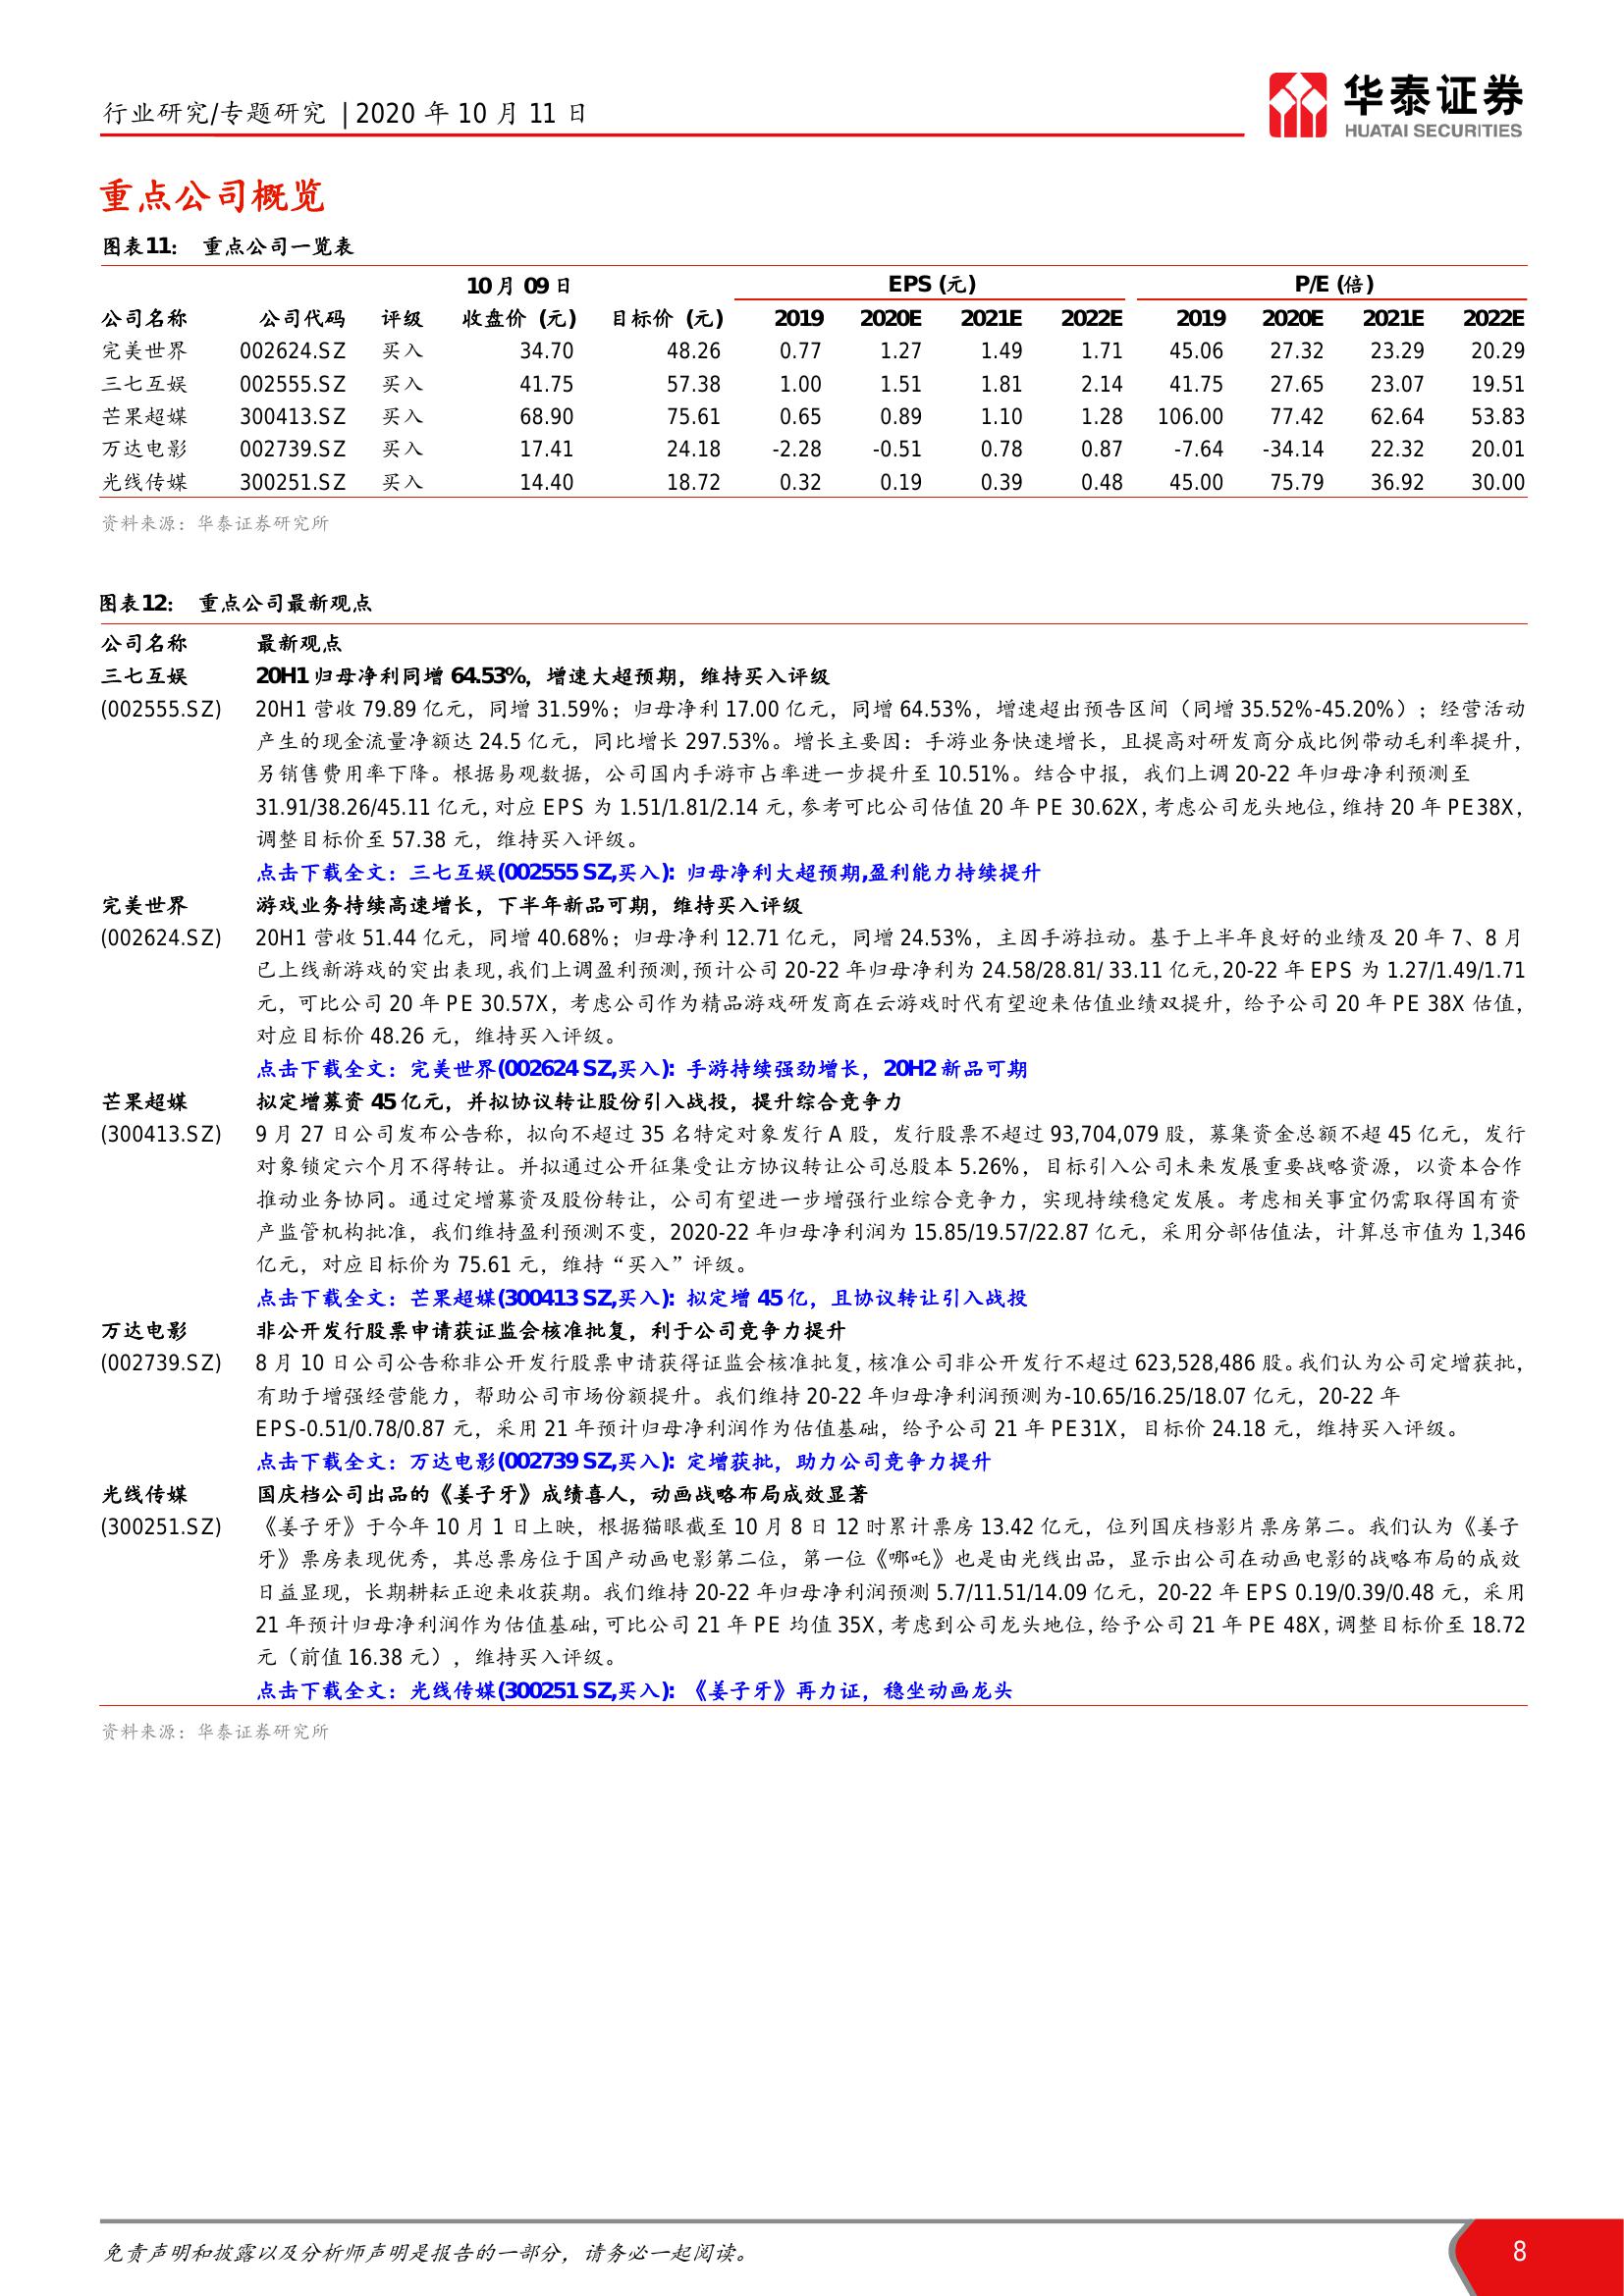 行业研究/专题研究 | 2020 年 10 月 11 日
华泰证券
HUATAI SECURITIES
重点公司概览
图表11： 重点公司一览表
10 月 09 日 EPS (元) P/E (倍)
公司名称 公司代码 评级 收盘价 (元) 目标价 (元) 2019 2020E 2021E 2022E 2019 2020E 2021E 2022E
完美世界 002624.SZ 买入 34.70 48.26 0.77 1.27 1.49 1.71 45.06 27.32 23.29 20.29
三七互娱 002555.SZ 买入 41.75 57.38 1.00 1.51 1.81 2.14 41.75 27.65 23.07 19.51
芒果超媒 300413.SZ 买入 68.90 75.61 0.65 0.89 1.10 1.28 106.00 77.42 62.64 53.83
万达电影 002739.SZ 买入 17.41 24.18 -2.28 -0.51 0.78 0.87 -7.64 -34.14 22.32 20.01
光线传媒 300251.SZ 买入 14.40 18.72 0.32 0.19 0.39 0.48 45.00 75.79 36.92 30.00
资料来源：华泰证券研究所
图表12： 重点公司最新观点
公司名称 最新观点
三七互娱 20H1 归母净利同增 64.53%，增速大超预期，维持买入评级
(002555.SZ) 20H1 营收 79.89 亿元，同增 31.59%；归母净利 17.00 亿元，同增 64.53%，增速超出预告区间（同增 35.52%-45.20%）；经营活动
产生的现金流量净额达 24.5 亿元，同比增长 297.53%。增长主要因：手游业务快速增长，且提高对研发商分成比例带动毛利率提升，
另销售费用率下降。根据易观数据，公司国内手游市占率进一步提升至 10.51%。结合中报，我们上调 20-22 年归母净利预测至
31.91/38.26/45.11 亿元，对应 EPS 为 1.51/1.81/2.14 元，参考可比公司估值 20 年 PE 30.62X，考虑公司龙头地位，维持 20 年 PE38X，
调整目标价至 57.38 元，维持买入评级。
点击下载全文：三七互娱(002555 SZ,买入)：归母净利大超预期,盈利能力持续提升
完美世界 游戏业务持续高速增长，下半年新品可期，维持买入评级
(002624.SZ) 20H1 营收 51.44 亿元，同增 40.68%；归母净利 12.71 亿元，同增 24.53%，主因手游拉动。基于上半年良好的业绩及 20 年 7、8 月
已上线新游戏的突出表现，我们上调盈利预测，预计公司 20-22 年归母净利为 24.58/28.81/ 33.11 亿元，20-22 年 EPS 为 1.27/1.49/1.71
元，可比公司 20 年 PE 30.57X，考虑公司作为精品游戏研发商在云游戏时代有望迎来估值业绩双提升，给予公司 20 年 PE 38X 估值，
对应目标价 48.26 元，维持买入评级。
点击下载全文：完美世界(002624 SZ,买入)：手游持续强劲增长，20H2 新品可期
芒果超媒 拟定增募资 45 亿元，并拟协议转让股份引入战投，提升综合竞争力
(300413.SZ) 9 月 27 日公司发布公告称，拟向不超过 35 名特定对象发行 A 股，发行股票不超过 93,704,079 股，募集资金总额不超 45 亿元，发行
对象锁定六个月不得转让。并拟通过公开征集受让方协议转让公司总股本 5.26%，目标引入公司未来发展重要战略资源，以资本合作
推动业务协同。通过定增募资及股份转让，公司有望进一步增强行业综合竞争力，实现持续稳定发展。考虑相关事宜仍需取得国有资
产监管机构批准，我们维持盈利预测不变，2020-22 年归母净利润为 15.85/19.57/22.87 亿元，采用分部估值法，计算总市值为 1,346
亿元，对应目标价为 75.61 元，维持“买入”评级。
点击下载全文：芒果超媒(300413 SZ,买入)：拟定增 45 亿，且协议转让引入战投
万达电影 非公开发行股票申请获证监会核准批复，利于公司竞争力提升
(002739.SZ) 8 月 10 日公司公告称非公开发行股票申请获得证监会核准批复，核准公司非公开发行不超过 623,528,486 股。我们认为公司定增获批，
有助于增强经营能力，帮助公司市场份额提升。我们维持 20-22 年归母净利润预测为-10.65/16.25/18.07 亿元，20-22 年
EPS-0.51/0.78/0.87 元，采用 21 年预计归母净利润作为估值基础，给予公司 21 年 PE31X，目标价 24.18 元，维持买入评级。
点击下载全文：万达电影(002739 SZ,买入)：定增获批，助力公司竞争力提升
光线传媒 国庆档公司出品的《姜子牙》成绩喜人，动画战略布局成效显著
(300251.SZ) 《姜子牙》于今年 10 月 1 日上映，根据猫眼截至 10 月 8 日 12 时累计票房 13.42 亿元，位列国庆档影片票房第二。我们认为《姜子
牙》票房表现优秀，其总票房位于国产动画电影第二位，第一位《哪吒》也是由光线出品，显示出公司在动画电影的战略布局的成效
日益显现，长期耕耘正迎来收获期。我们维持 20-22 年归母净利润预测 5.7/11.51/14.09 亿元，20-22 年 EPS 0.19/0.39/0.48 元，采用
21 年预计归母净利润作为估值基础，可比公司 21 年 PE 均值 35X，考虑到公司龙头地位，给予公司 21 年 PE 48X，调整目标价至 18.72
元（前值 16.38 元），维持买入评级。
点击下载全文：光线传媒(300251 SZ,买入)：《姜子牙》再力证，稳坐动画龙头
资料来源：华泰证券研究所
免责声明和披露以及分析师声明是报告的一部分，请务必一起阅读。
8